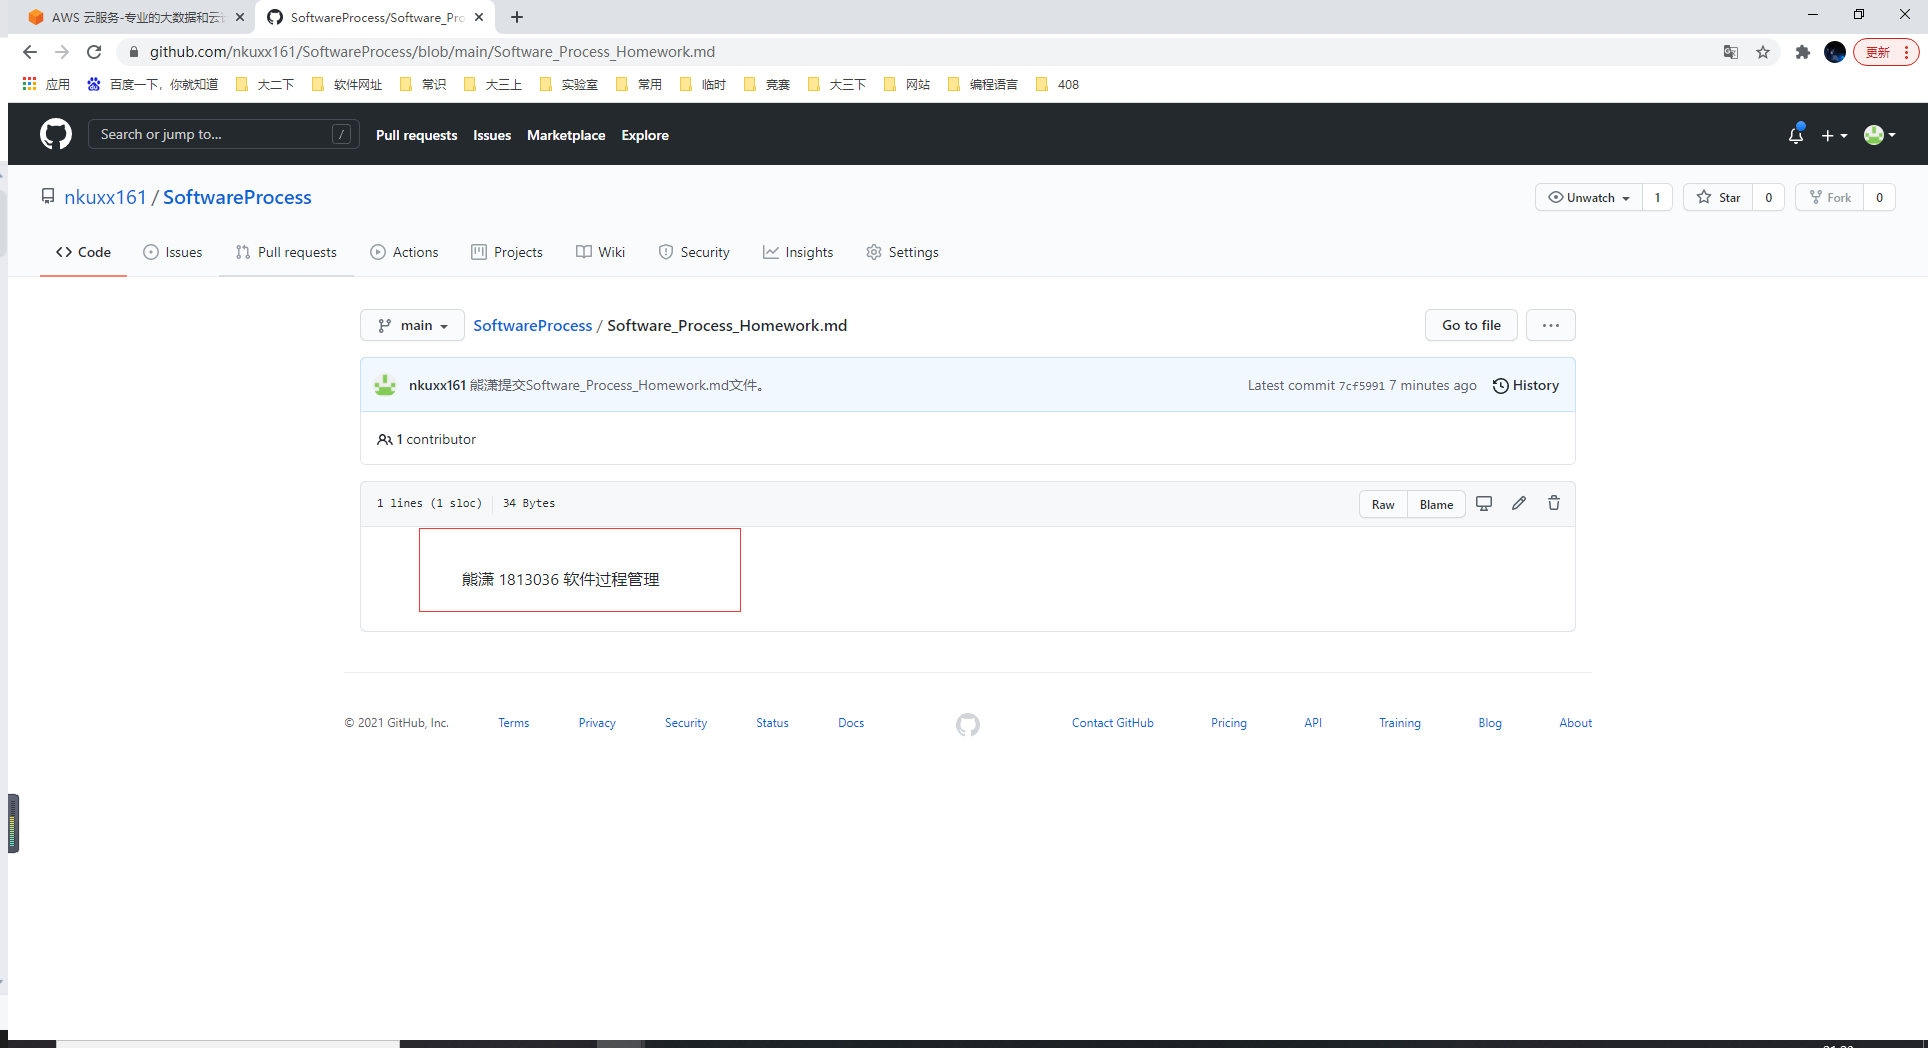 AWS 云服务-专业的大数据和云
SoftwareProcess/Software_Pro
github.com/nkuxx161/SoftwareProcess/blob/main/Software_Process_Homework.md
更新
应用 百度一下，你就知道 大二下 软件网址 常识 大三上 实验室 常用 临时 竞赛 大三下 网站 编程语言 408
Search or jump to... / Pull requests Issues Marketplace Explore
nkuxx161 / SoftwareProcess
Unwatch 1 Star 0 Fork 0
Code Issues Pull requests Actions Projects Wiki Security Insights Settings
main SoftwareProcess / Software_Process_Homework.md Go to file ...
nkuxx161 熊潇提交Software_Process_Homework.md文件。 Latest commit 7cf5991 7 minutes ago History
1 contributor
1 lines (1 sloc) 34 Bytes Raw Blame
熊潇 1813036 软件过程管理
© 2021 GitHub, Inc. Terms Privacy Security Status Docs Contact GitHub Pricing API Training Blog About